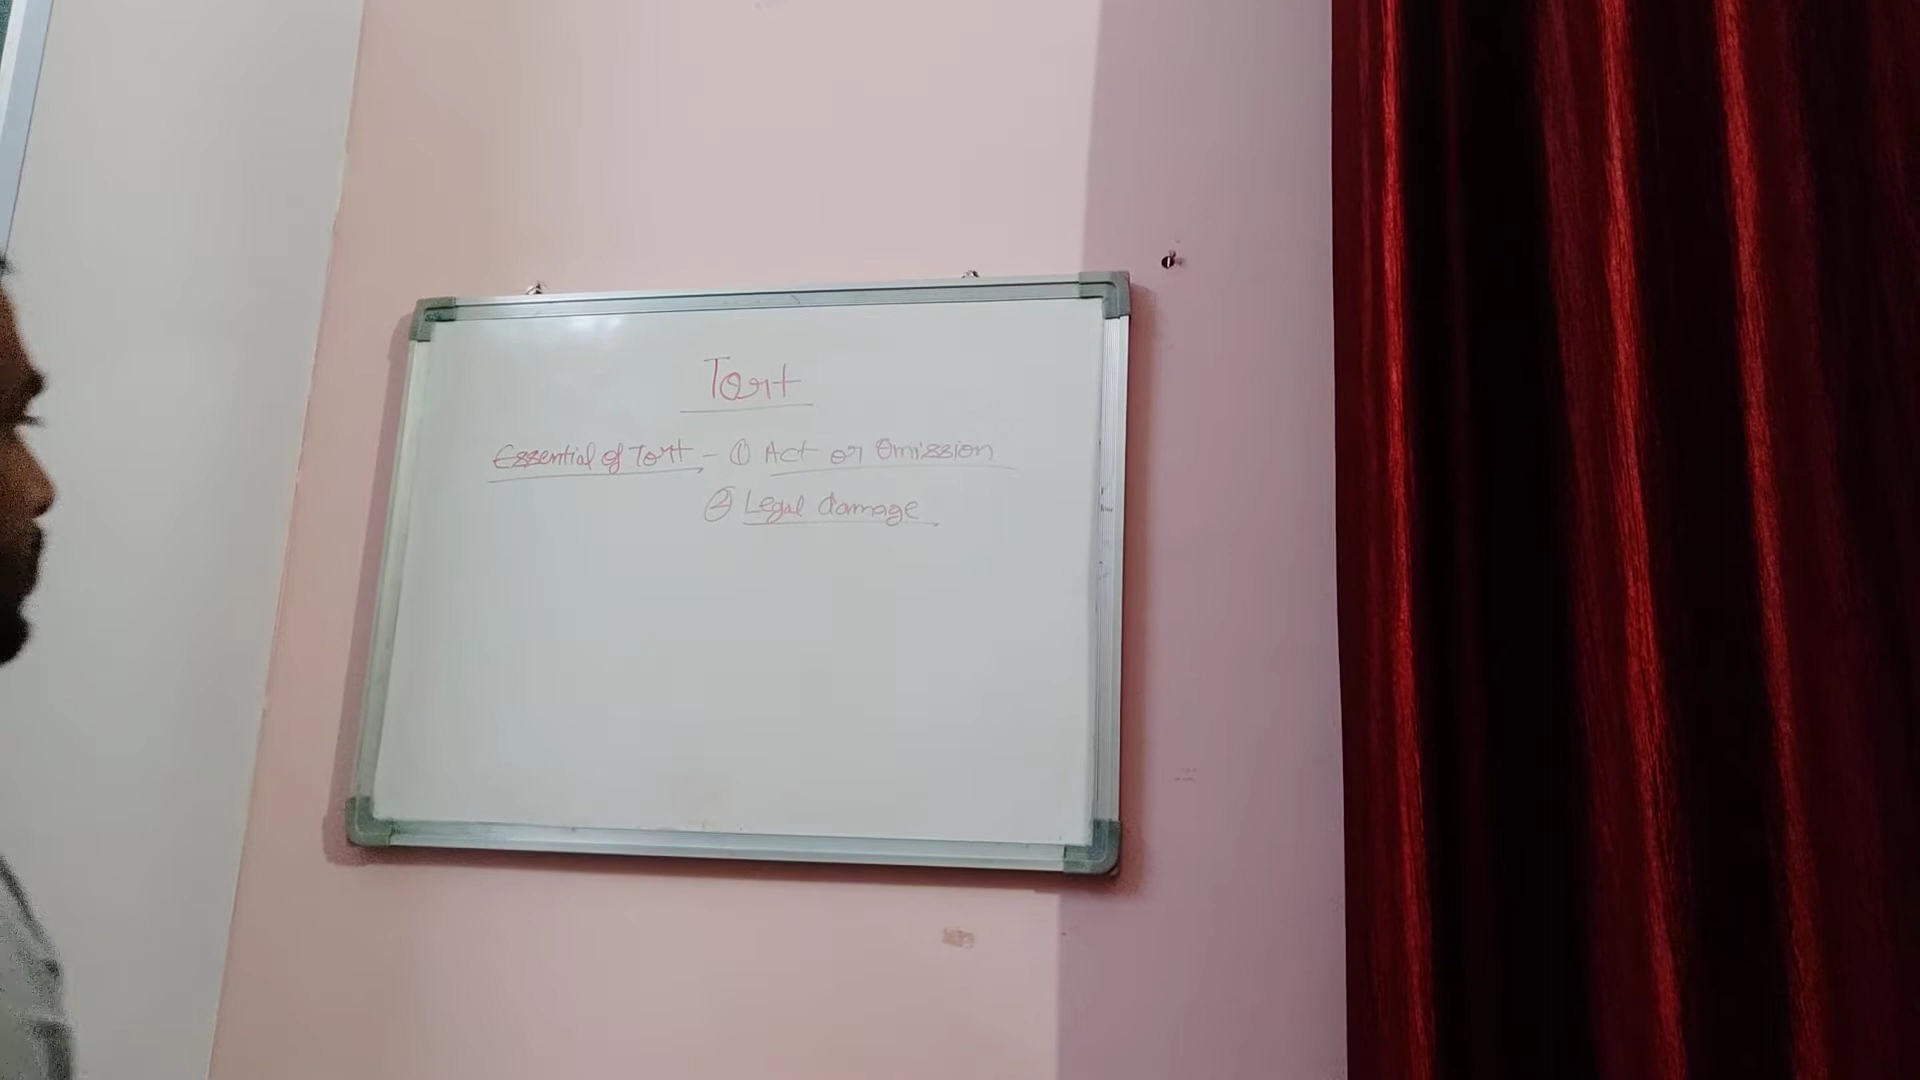 Tort
Essential of Tort - ① Act or Omission
② Legal damage.